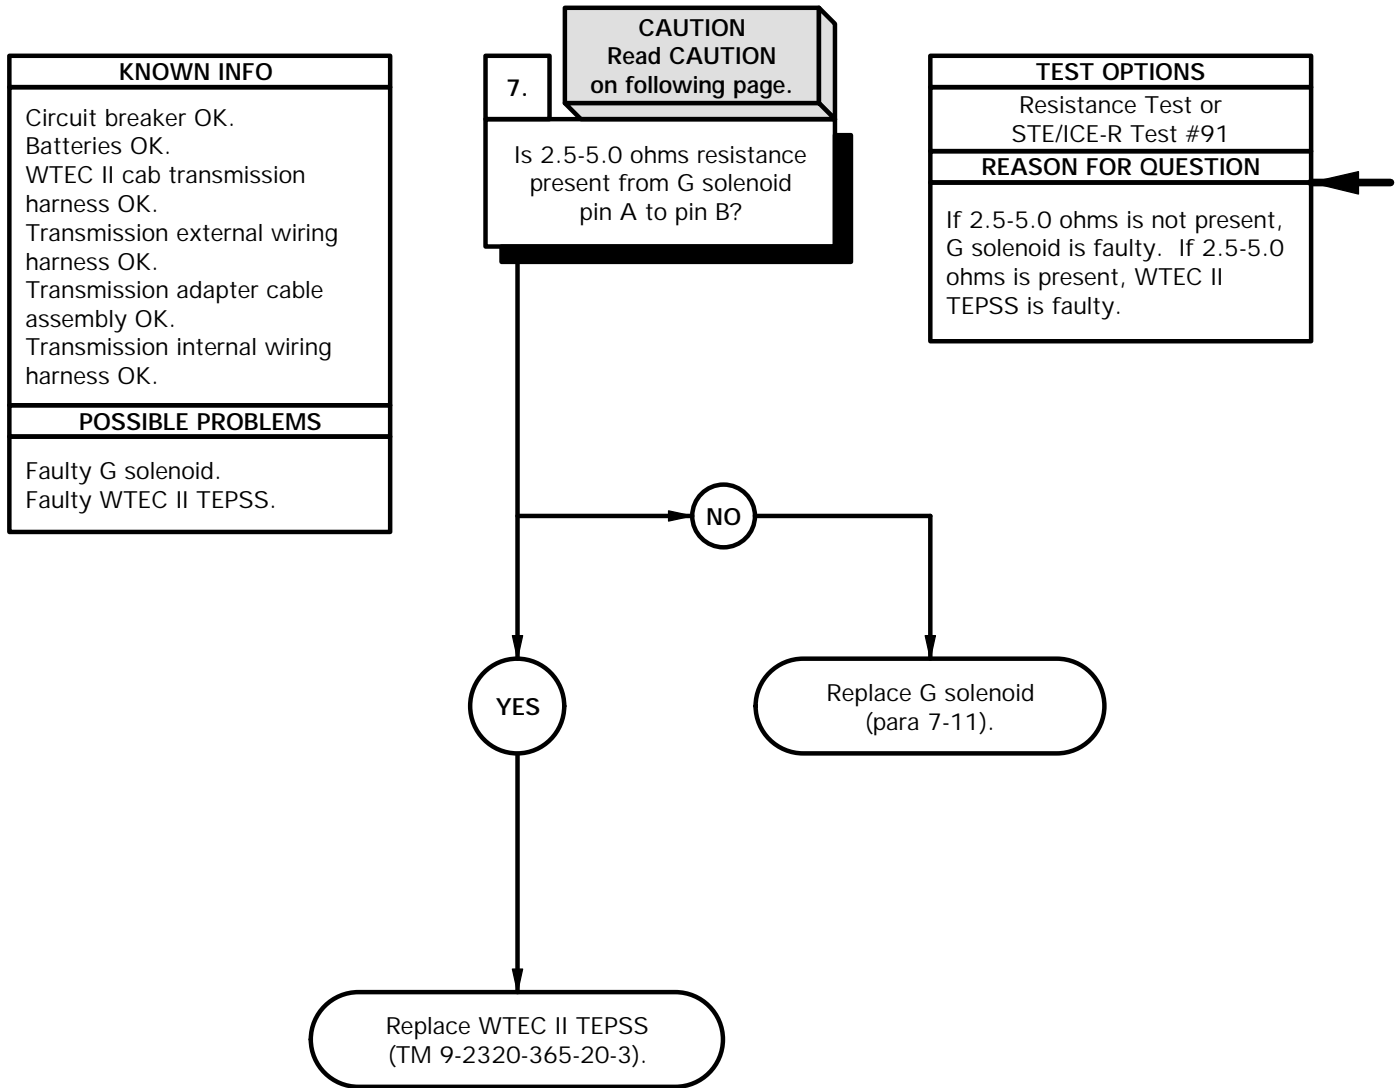 KNOWN INFO
Circuit breaker OK.
Batteries OK.
WTEC II cab transmission
harness OK.
Transmission external wiring
harness OK.
Transmission adapter cable
assembly OK.
Transmission internal wiring
harness OK.
POSSIBLE PROBLEMS
Faulty G solenoid.
Faulty WTEC II TEPSS.
CAUTION
Read CAUTION
on following page.
7.
Is 2.5-5.0 ohms resistance
present from G solenoid
pin A to pin B?
TEST OPTIONS
Resistance Test or
STE/ICE-R Test #91
REASON FOR QUESTION
If 2.5-5.0 ohms is not present,
G solenoid is faulty.  If 2.5-5.0
ohms is present, WTEC II
TEPSS is faulty.
NO
YES
Replace G solenoid
(para 7-11).
Replace WTEC II TEPSS
(TM 9-2320-365-20-3).